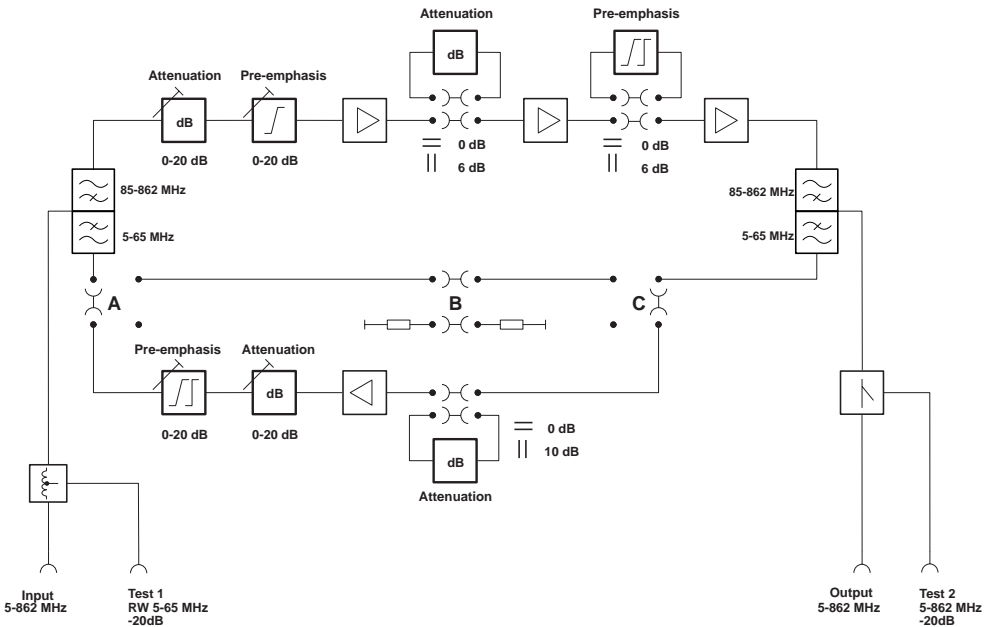 Attenuation
Pre-emphasis
dB
Attenuation
Pre-emphasis
dB
0-20 dB
0-20 dB
0 dB
6 dB
0 dB
6 dB
85-862 MHz
5-65 MHz
85-862 MHz
5-65 MHz
A
B
C
Pre-emphasis
Attenuation
dB
0-20 dB
0-20 dB
0 dB
10 dB
dB
Attenuation
Input
5-862 MHz
Test 1
RW 5-65 MHz
-20dB
Output
5-862 MHz
Test 2
5-862 MHz
-20dB